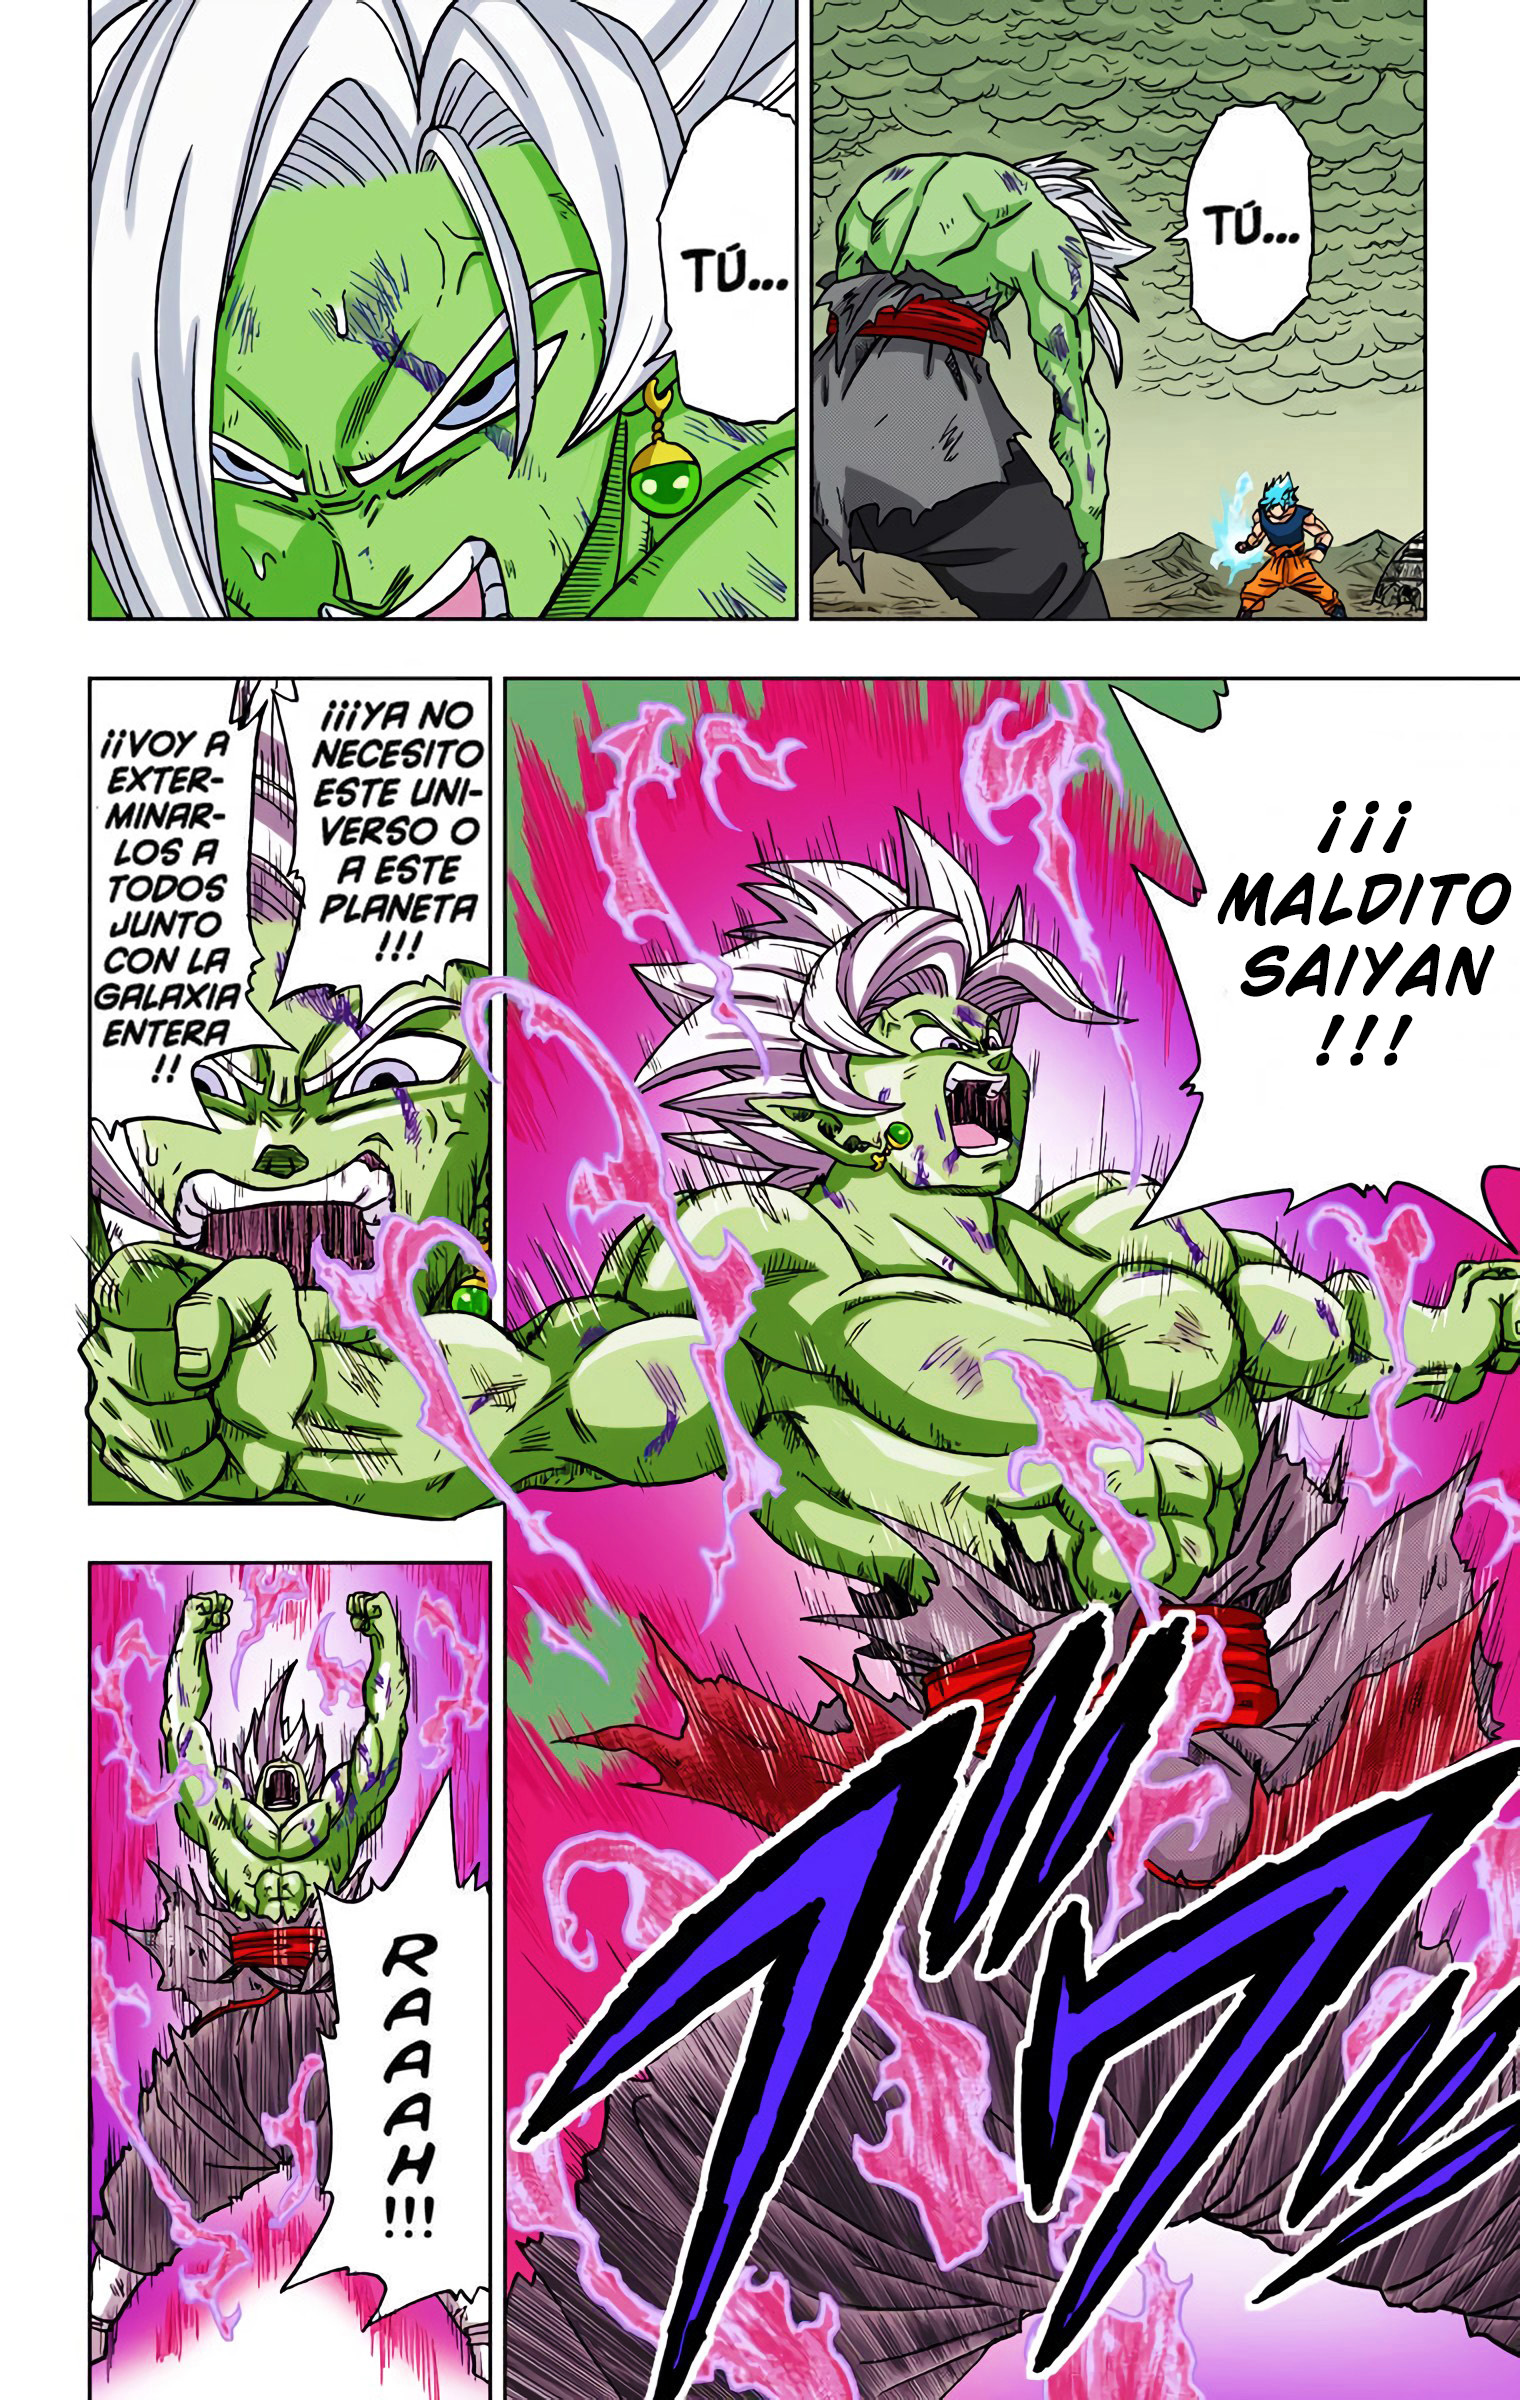 TÚ...
TÚ...
¡¡¡
MALDITO
SAIYAN
!!!
¡¡¡YA NO
NECESITO
ESTE UNI-
VERSO O
A ESTE
PLANETA
!!!
¡¡VOY A
EXTER-
MINAR-
LOS A
TODOS
JUNTO
CON LA
GALAXIA
ENTERA
!!
R
A
A
A
H
!!!